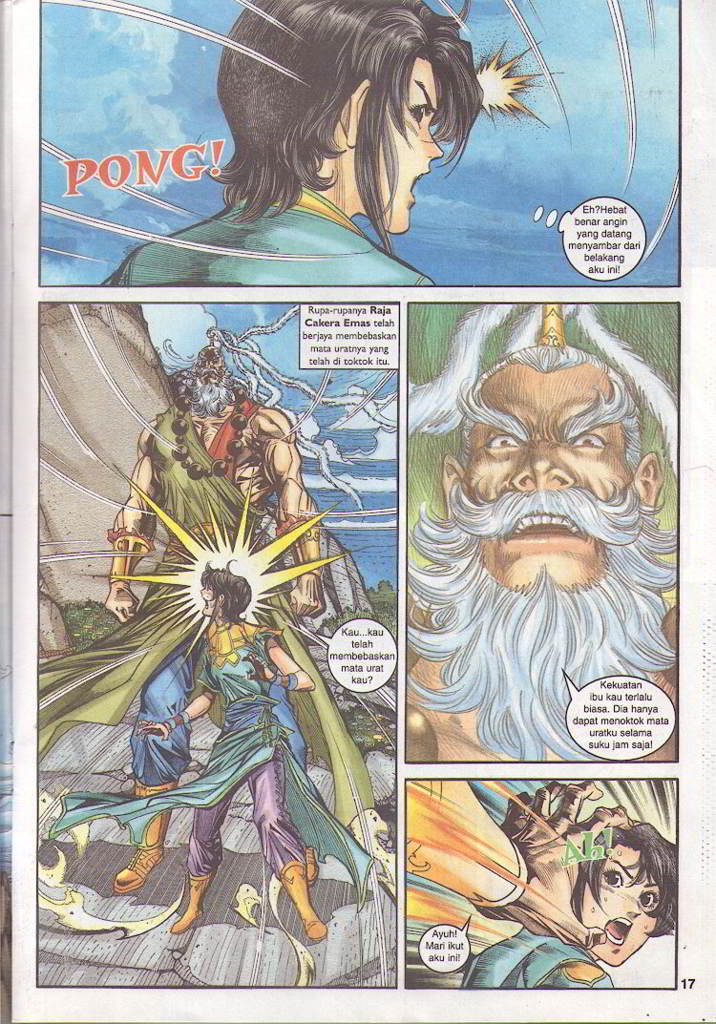 PONG!
Eh?Hebat
benar angin
yang datang
menyambar dari
belakang
aku ini!
Rupa-rupanya Raja
Cakera Emas telah
berjaya membebaskan
mata uratnya yang
telah di toktok itu.
Kau...kau
telah
membebaskan
mata urat
kau?
Kekuatan
ibu kau terlalu
biasa. Dia hanya
dapat menoktok mata
uratku selama
suku jam saja!
Ah!
Ayuh!
Mari ikut
aku ini!
17